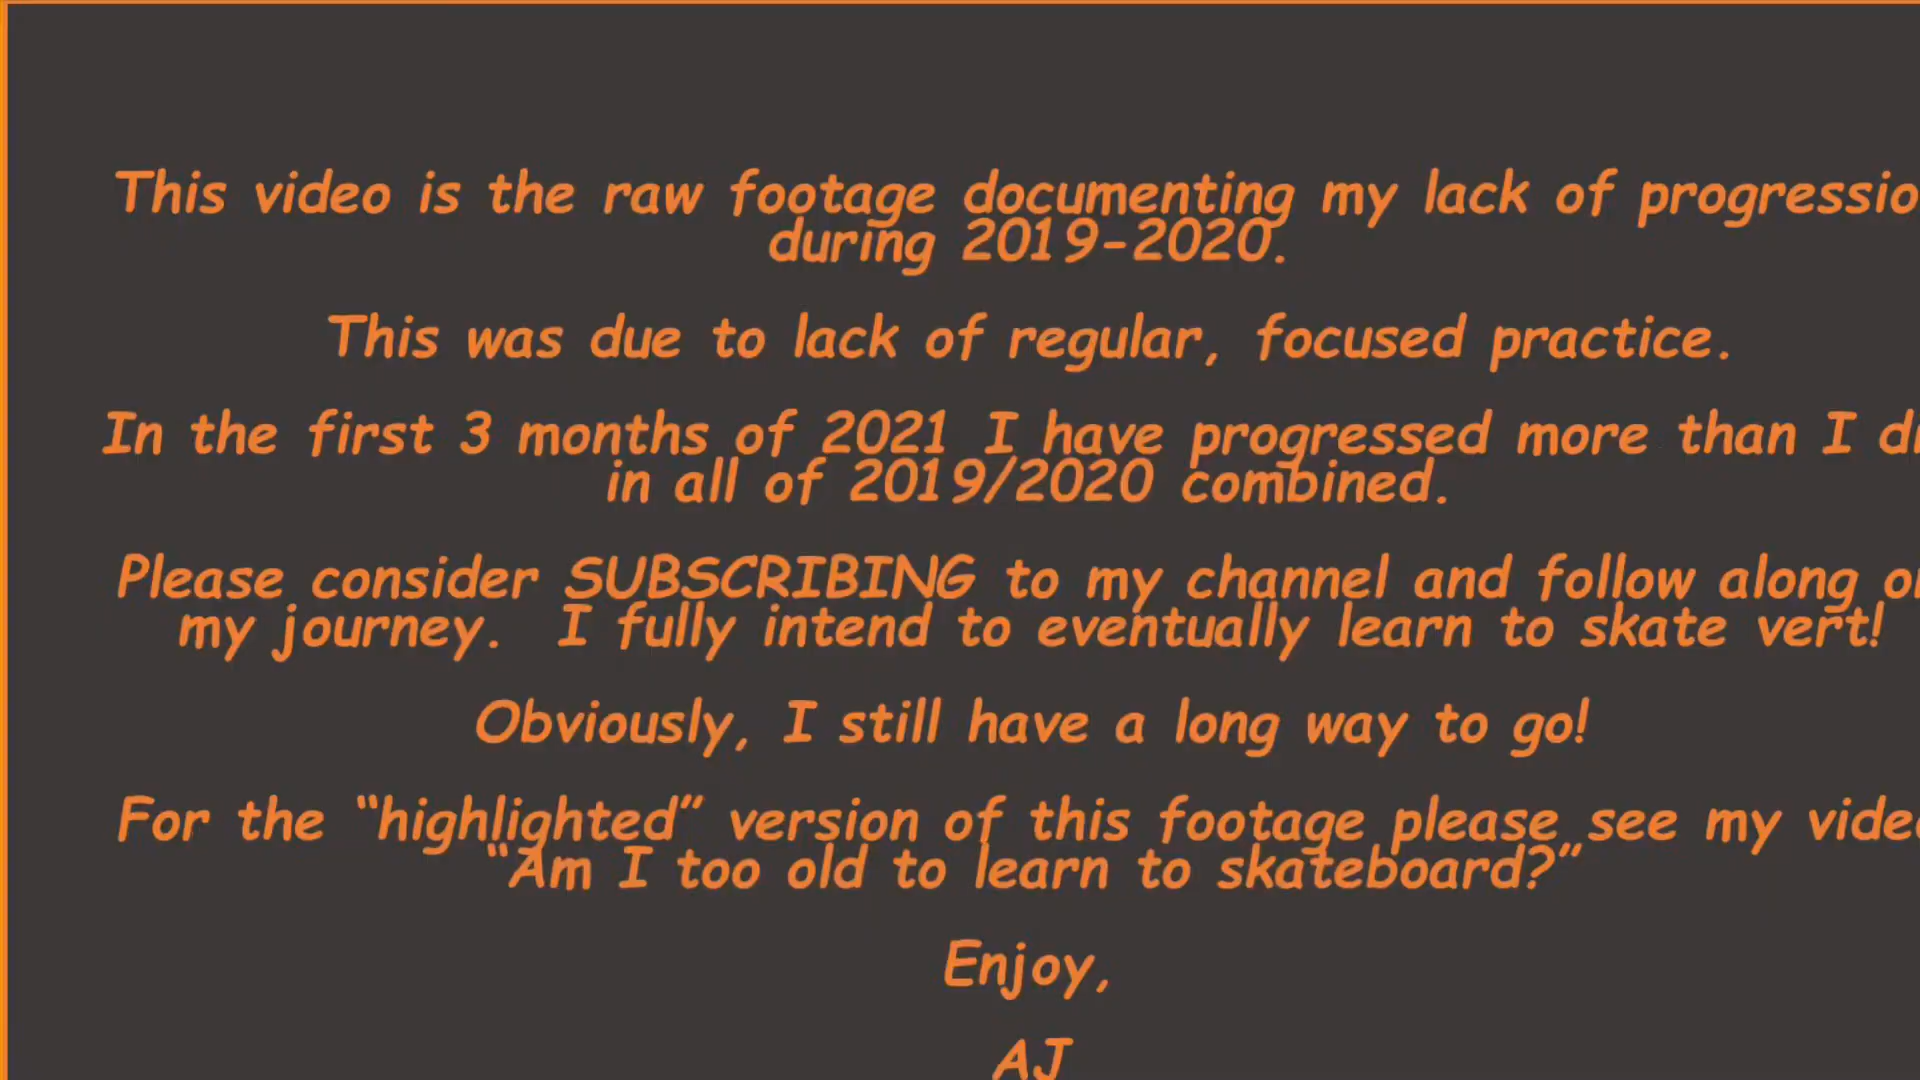 This video is the raw footage documenting my lack of progressio
during 2019-2020.
This was due to lack of regular, focused practice.
In the first 3 months of 2021 I have progressed more than I di
in all of 2019/2020 combined.
Please consider SUBSCRIBING to my channel and follow along on
my journey.  I fully intend to eventually learn to skate vert!
Obviously, I still have a long way to go!
For the “highlighted” version of this footage please see my vide
“Am I too old to learn to skateboard?”
Enjoy,
AJ